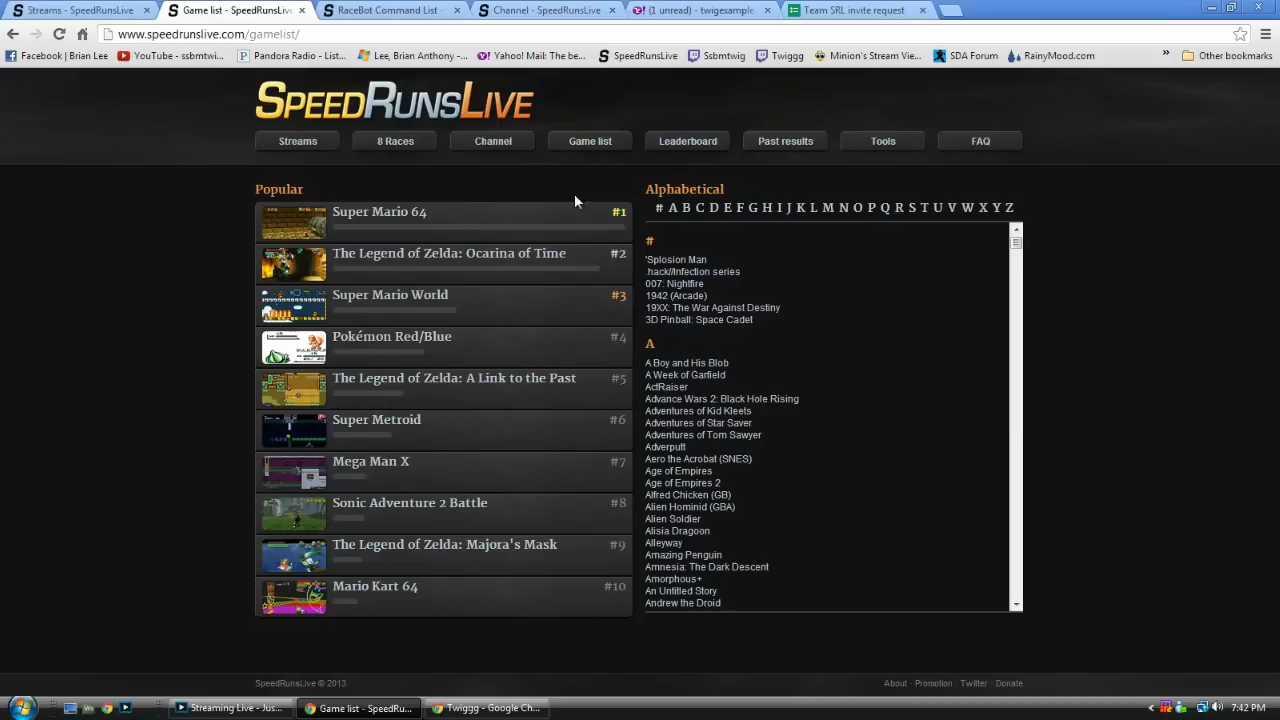 Streams - SpeedRunsLive
Game list - SpeedRunsLive
RaceBot Command List -
Channel - SpeedRunsLive
(1 unread) - twigexample
Team SRL invite request
www.speedrunslive.com/gamelist/
Facebook | Brian Lee
YouTube - ssbmtwi...
Pandora Radio - List...
Lee, Brian Anthony -...
Yahoo! Mail: The be...
SpeedRunsLive
Ssbmtwig
Twiggg
Minion's Stream Vie...
SDA Forum
RainyMood.com
»
Other bookmarks
SPEEDRUNSLIVE
Streams
8 Races
Channel
Game list
Leaderboard
Past results
Tools
FAQ
Popular
Super Mario 64 #1
The Legend of Zelda: Ocarina of Time #2
Super Mario World #3
Pokémon Red/Blue #4
The Legend of Zelda: A Link to the Past #5
Super Metroid #6
Mega Man X #7
Sonic Adventure 2 Battle #8
The Legend of Zelda: Majora's Mask #9
Mario Kart 64 #10
Alphabetical
# A B C D E F G H I J K L M N O P Q R S T U V W X Y Z
#
'Splosion Man
.hack//Infection series
007: Nightfire
1942 (Arcade)
19XX: The War Against Destiny
3D Pinball: Space Cadet
A
A Boy and His Blob
A Week of Garfield
ActRaiser
Advance Wars 2: Black Hole Rising
Adventures of Kid Kleets
Adventures of Star Saver
Adventures of Tom Sawyer
Adverputt
Aero the Acrobat (SNES)
Age of Empires
Age of Empires 2
Alfred Chicken (GB)
Alien Hominid (GBA)
Alien Soldier
Alisia Dragoon
Alleyway
Amazing Penguin
Amnesia: The Dark Descent
Amorphous+
An Untitled Story
Andrew the Droid
SpeedRunsLive © 2013
About · Promotion · Twitter · Donate
Streaming Live - Jus...
Game list - SpeedRu...
Twiggg - Google Ch...
7:42 PM